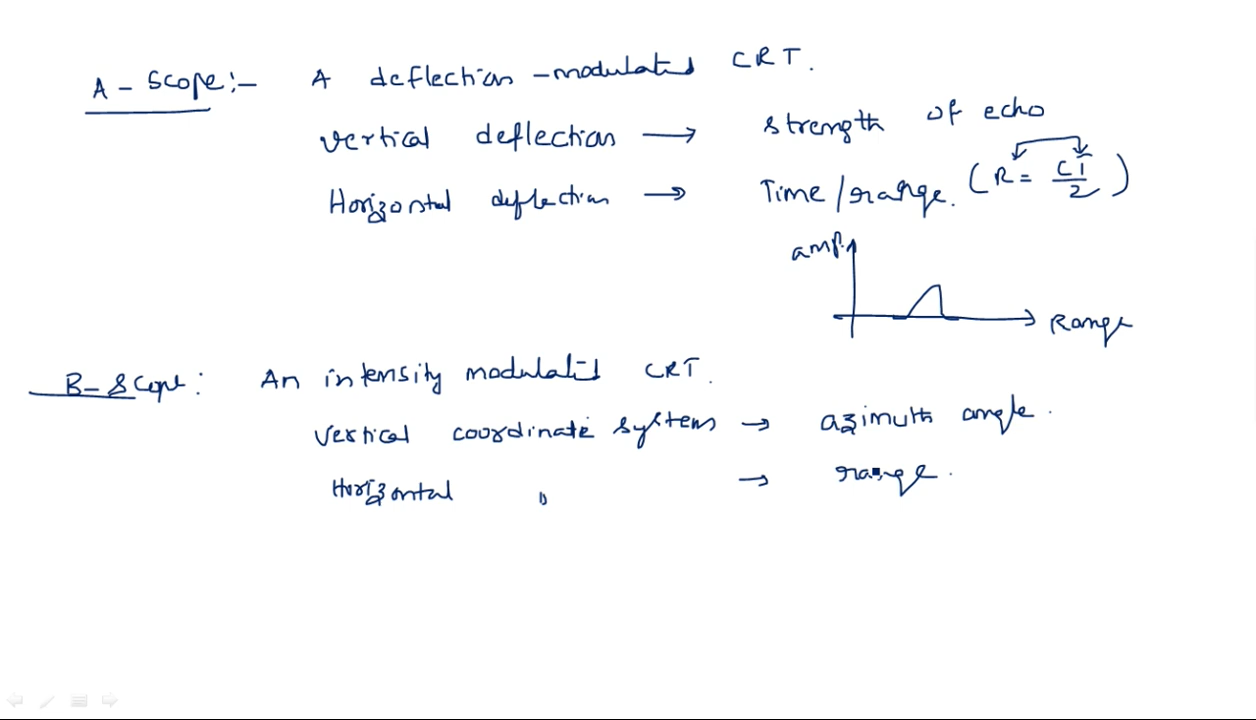 A - Scope :- A deflection - modulated CRT.
Vertical deflection → strength of echo
Horizontal deflection → Time / range. (R = CT/2)
amp.
Range
B - Scope : An intensity modulated CRT.
Vertical coordinate system → azimuth angle.
Horizontal " → range.